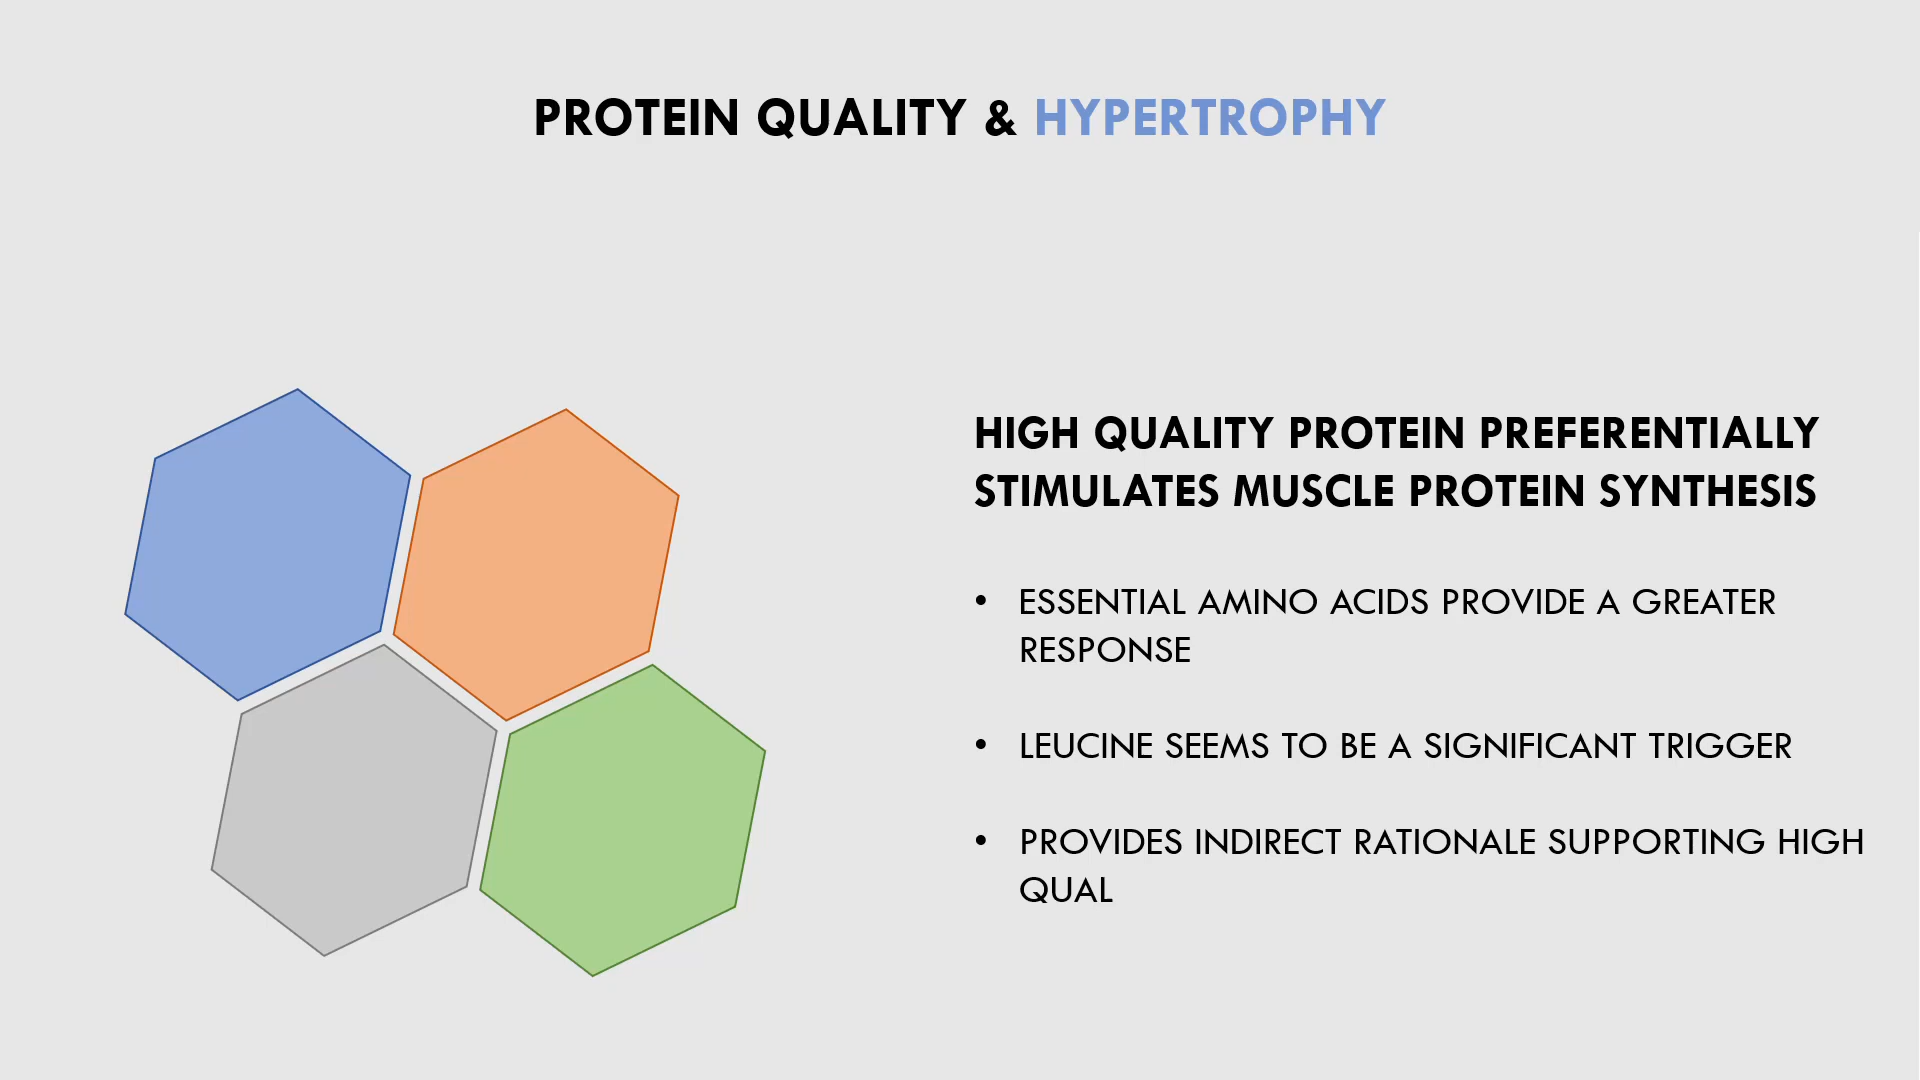 PROTEIN QUALITY & HYPERTROPHY
HIGH QUALITY PROTEIN PREFERENTIALLY
STIMULATES MUSCLE PROTEIN SYNTHESIS
• ESSENTIAL AMINO ACIDS PROVIDE A GREATER
RESPONSE
• LEUCINE SEEMS TO BE A SIGNIFICANT TRIGGER
• PROVIDES INDIRECT RATIONALE SUPPORTING HIGH
QUAL